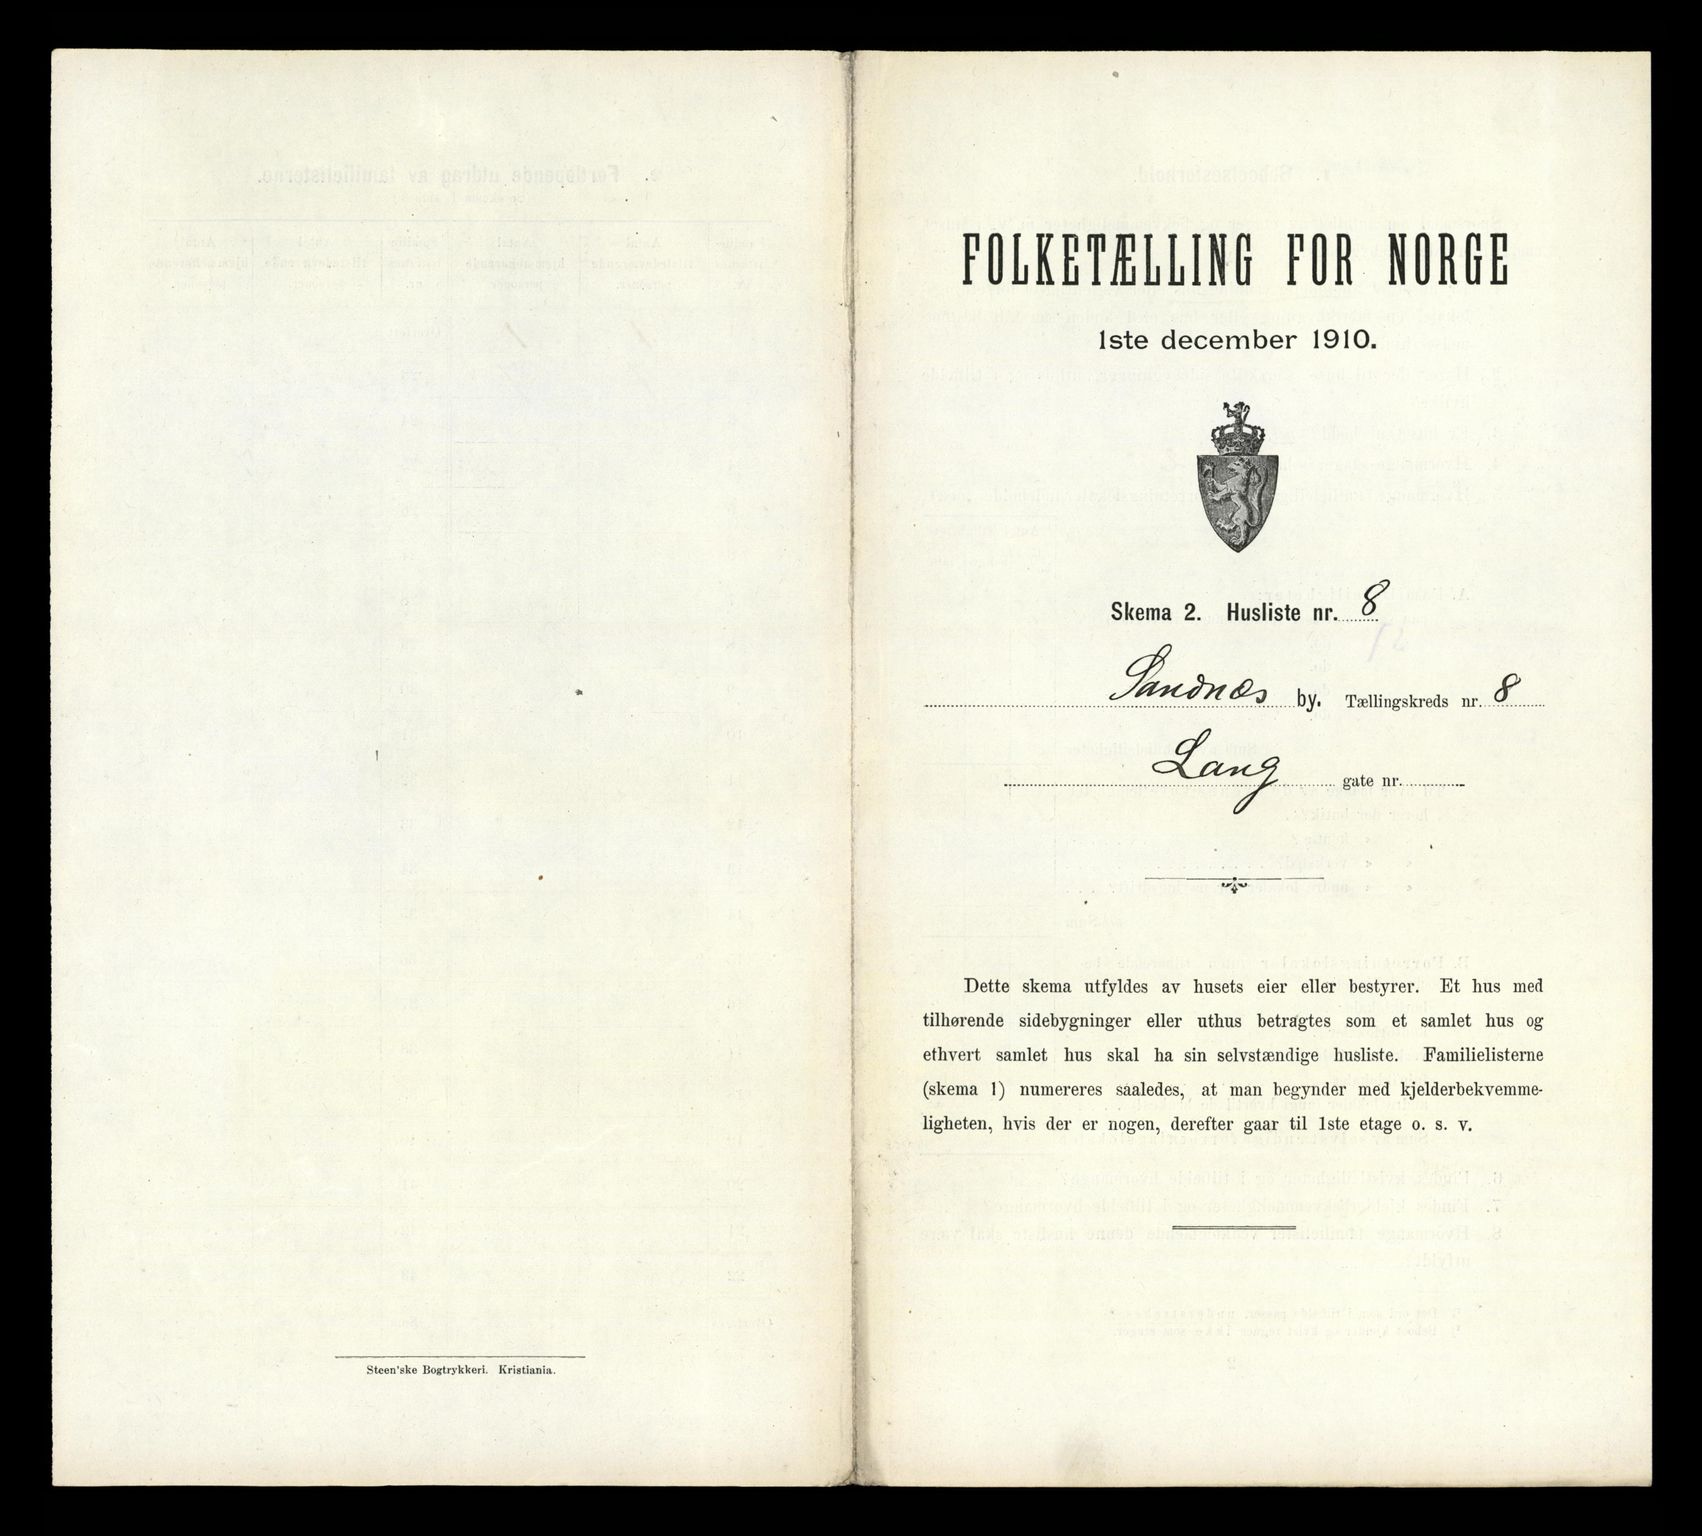 FOLKETÆLLING FOR NORGE
1ste december 1910.
Skema 2. Husliste nr. 8
Sandnæs by. Tællingskreds nr. 8
Lang gate nr.
Dette skema utfyldes av husets eier eller bestyrer. Et hus med
tilhørende sidebygninger eller uthus betragtes som et samlet hus og
ethvert samlet hus skal ha sin selvstændige husliste. Familielisterne
(skema 1) numereres saaledes, at man begynder med kjelderbekvemme-
ligheten, hvis der er nogen, derefter gaar til 1ste etage o. s. v.
Steen'ske Bogtrykkeri. Kristiania.